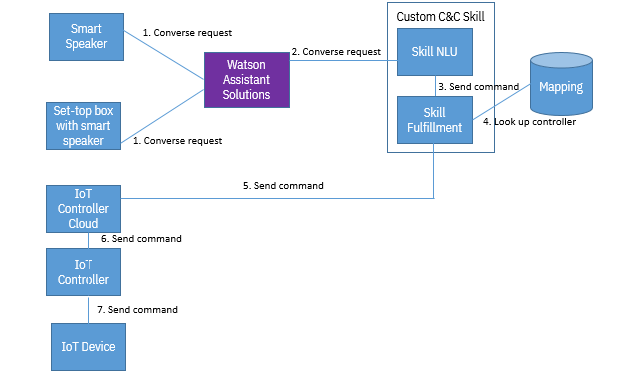 Smart
Speaker
1. Converse request
Custom C&C Skill
Skill NLU
2. Converse request
Watson
Assistant
Solutions
3. Send command
Mapping
Set-top box
with smart
speaker
Skill
Fulfillment
4. Look up controller
1. Converse request
5. Send command
IoT
Controller
Cloud
6. Send command
IoT
Controller
7. Send command
IoT Device